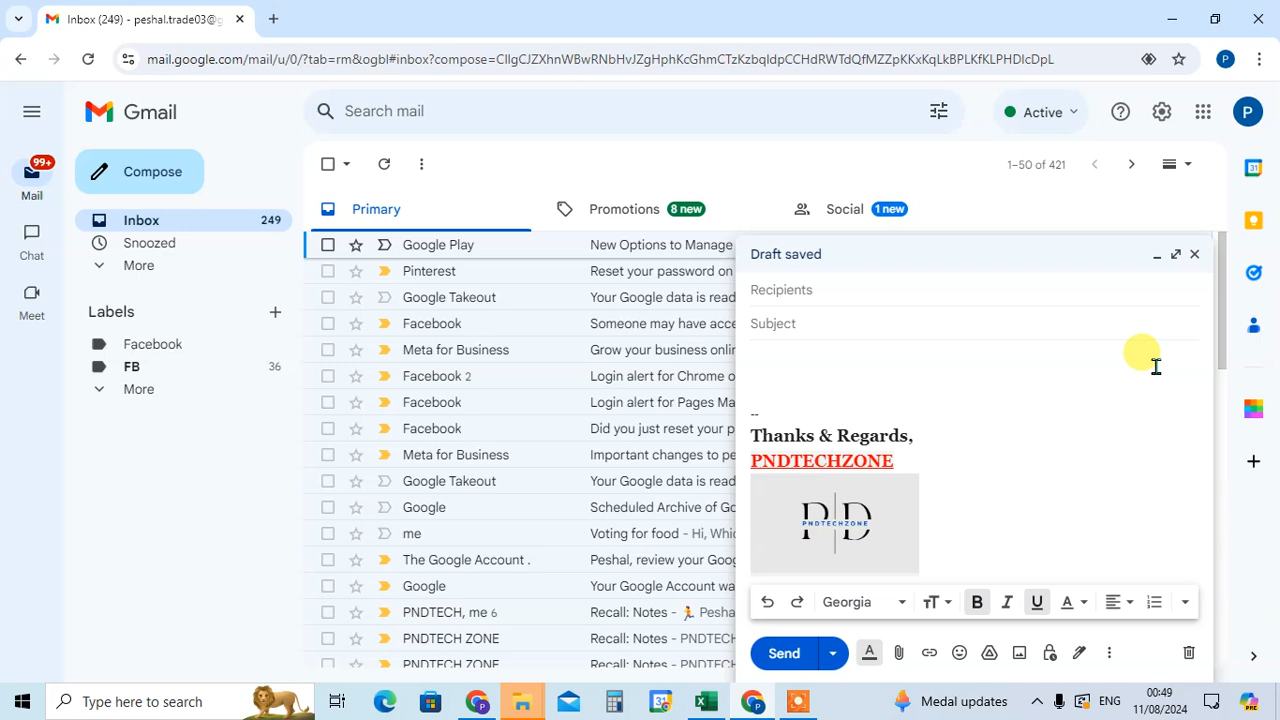 Inbox (249) - peshal.trade03@g
mail.google.com/mail/u/0/?tab=rm&ogbl#inbox?compose=CllgCJZXhnWBwRNbHvJZgHphKcGhmCTzKzbqldpCCHdRWTdQfMZZpKKxKqLkBPLKfKLPHDlcDpL
P
Gmail
Search mail
Active
P
99+
Mail
Chat
Meet
Compose
Inbox 249
Snoozed
More
Labels
Facebook
FB 36
More
1–50 of 421
Primary
Promotions 8 new
Social 1 new
Google Play New Options to Manage
Pinterest Reset your password on
Google Takeout Your Google data is read
Facebook Someone may have acce
Meta for Business Grow your business onlin
Facebook 2 Login alert for Chrome o
Facebook Login alert for Pages Ma
Facebook Did you just reset your p
Meta for Business Important changes to pe
Google Takeout Your Google data is read
Google Scheduled Archive of Go
me Voting for food - Hi, Whic
The Google Account . Peshal, review your Goog
Google Your Google Account wa
PNDTECH, me 6 Recall: Notes - 🏃 Pesha
PNDTECH ZONE Recall: Notes - PNDTECH
PNDTECH ZONE Recall: Notes - PNDTECH
Draft saved
Recipients
Subject
--
Thanks & Regards,
PNDTECHZONE
P D
PNDTECHZONE
Georgia
B I U A
Send
Type here to search
Medal updates
ENG
00:49
11/08/2024